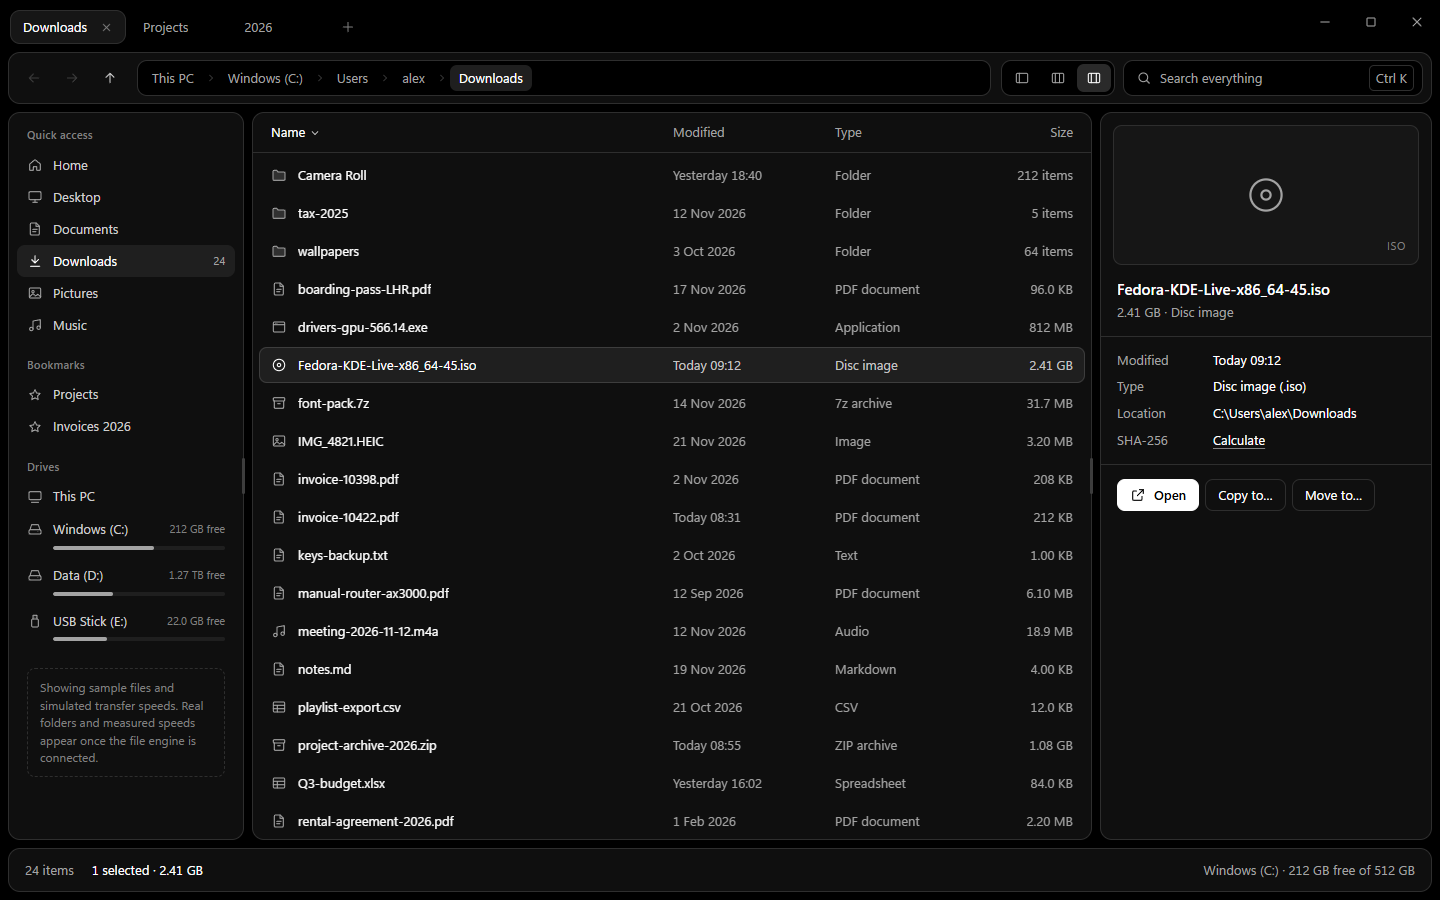 Downloads
Projects
2026
This PC
Windows (C:)
Users
alex
Downloads
Search everything
Ctrl K
Quick access
Home
Desktop
Documents
Downloads 24
Pictures
Music
Bookmarks
Projects
Invoices 2026
Drives
This PC
Windows (C:) 212 GB free
Data (D:) 1.27 TB free
USB Stick (E:) 22.0 GB free
Showing sample files and
simulated transfer speeds. Real
folders and measured speeds
appear once the file engine is
connected.
Name Modified Type Size
Camera Roll Yesterday 18:40 Folder 212 items
tax-2025 12 Nov 2026 Folder 5 items
wallpapers 3 Oct 2026 Folder 64 items
boarding-pass-LHR.pdf 17 Nov 2026 PDF document 96.0 KB
drivers-gpu-566.14.exe 2 Nov 2026 Application 812 MB
Fedora-KDE-Live-x86_64-45.iso Today 09:12 Disc image 2.41 GB
font-pack.7z 14 Nov 2026 7z archive 31.7 MB
IMG_4821.HEIC 21 Nov 2026 Image 3.20 MB
invoice-10398.pdf 2 Nov 2026 PDF document 208 KB
invoice-10422.pdf Today 08:31 PDF document 212 KB
keys-backup.txt 2 Oct 2026 Text 1.00 KB
manual-router-ax3000.pdf 12 Sep 2026 PDF document 6.10 MB
meeting-2026-11-12.m4a 12 Nov 2026 Audio 18.9 MB
notes.md 19 Nov 2026 Markdown 4.00 KB
playlist-export.csv 21 Oct 2026 CSV 12.0 KB
project-archive-2026.zip Today 08:55 ZIP archive 1.08 GB
Q3-budget.xlsx Yesterday 16:02 Spreadsheet 84.0 KB
rental-agreement-2026.pdf 1 Feb 2026 PDF document 2.20 MB
ISO
Fedora-KDE-Live-x86_64-45.iso
2.41 GB · Disc image
Modified Today 09:12
Type Disc image (.iso)
Location C:\Users\alex\Downloads
SHA-256 Calculate
Open
Copy to...
Move to...
24 items
1 selected · 2.41 GB
Windows (C:) · 212 GB free of 512 GB